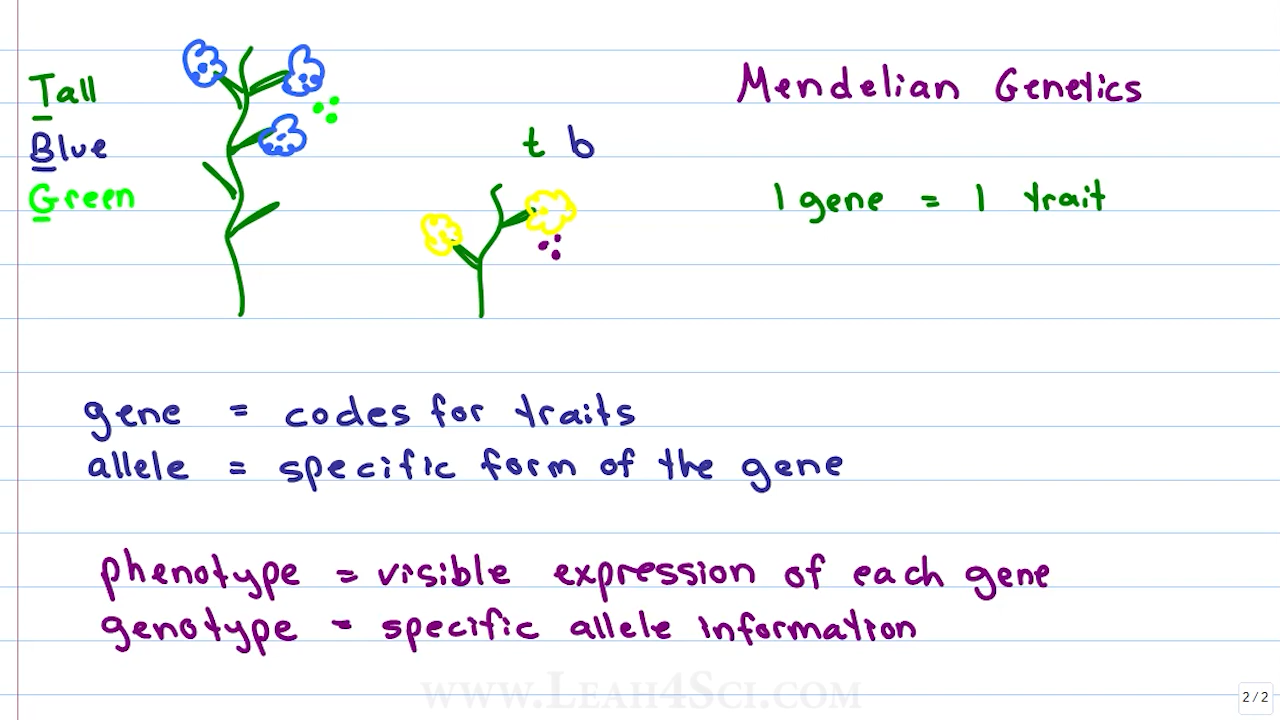 Mendelian Genetics
Tall
Blue
Green
t b
1 gene = 1 trait
gene = codes for traits
allele = specific form of the gene
phenotype = visible expression of each gene
genotype = specific allele information
www.Leah4Sci.com
2/2